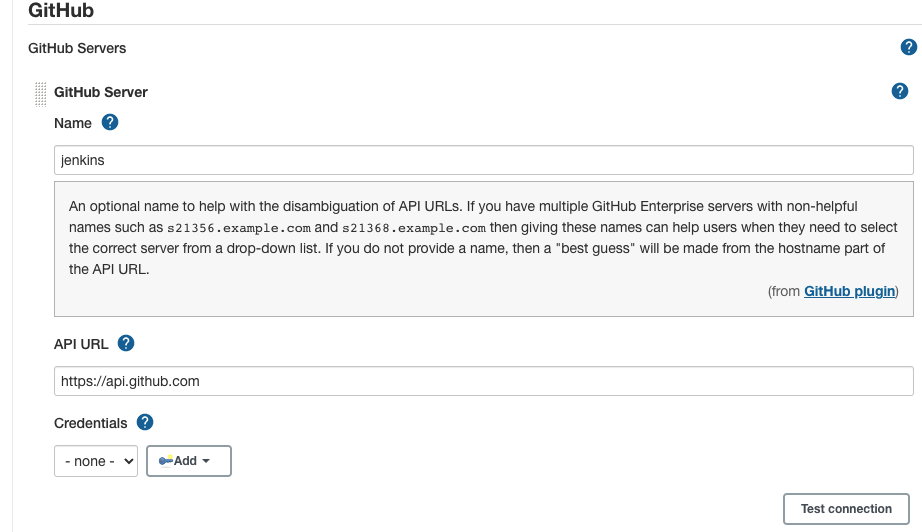 GitHub
GitHub Servers
GitHub Server
Name
jenkins
An optional name to help with the disambiguation of API URLs. If you have multiple GitHub Enterprise servers with non-helpful
names such as s21356.example.com and s21368.example.com then giving these names can help users when they need to select
the correct server from a drop-down list. If you do not provide a name, then a "best guess" will be made from the hostname part of
the API URL.
(from GitHub plugin)
API URL
https://api.github.com
Credentials
- none -
Add
Test connection